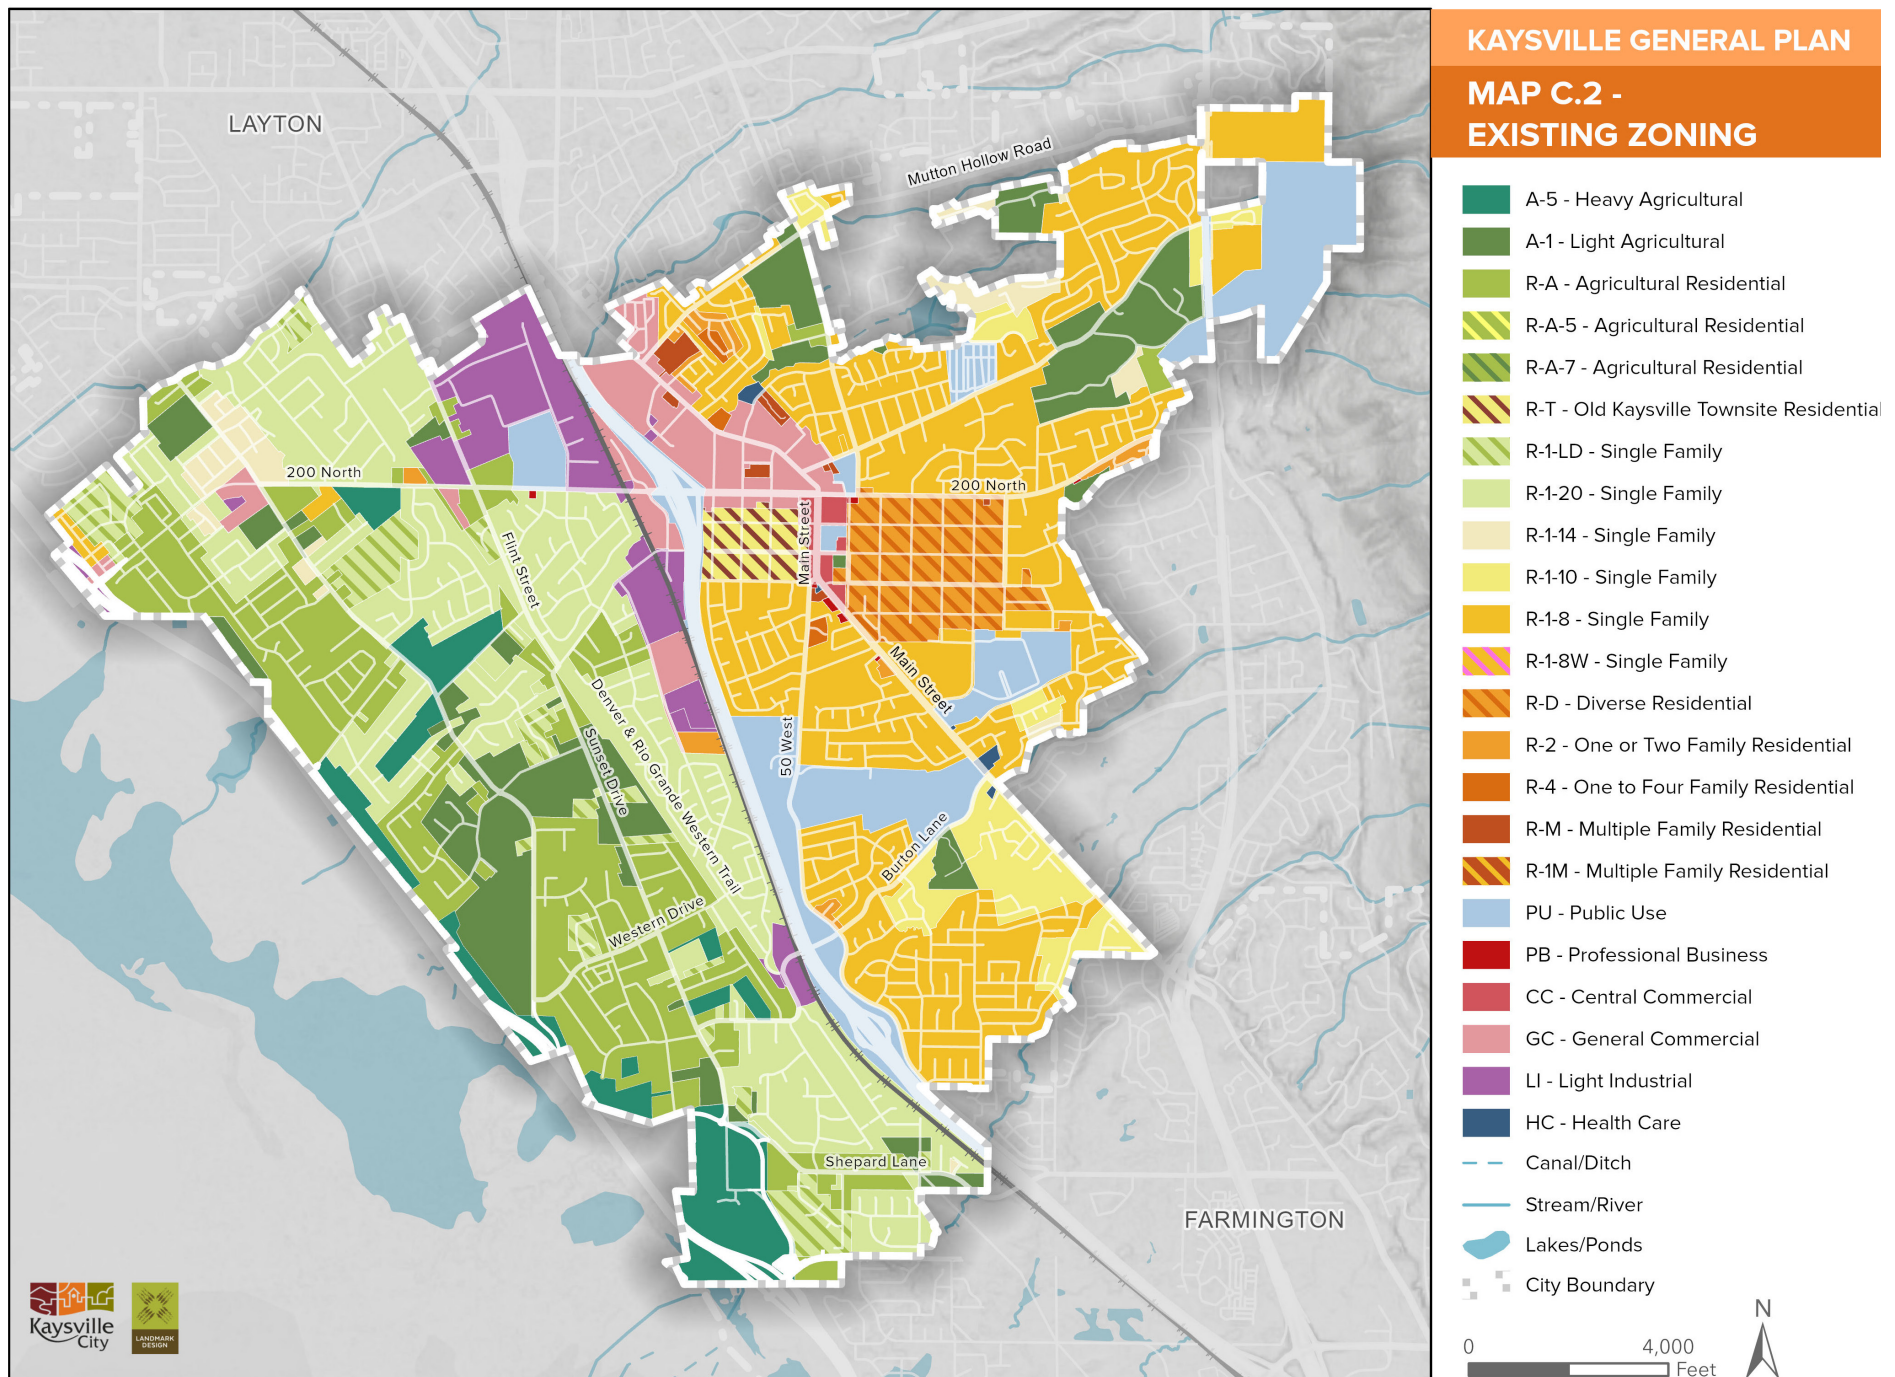 KAYSVILLE GENERAL PLAN
MAP C.2 -
EXISTING ZONING
A-5 - Heavy Agricultural
A-1 - Light Agricultural
R-A - Agricultural Residential
R-A-5 - Agricultural Residential
R-A-7 - Agricultural Residential
R-T - Old Kaysville Townsite Residential
R-1-LD - Single Family
R-1-20 - Single Family
R-1-14 - Single Family
R-1-10 - Single Family
R-1-8 - Single Family
R-1-8W - Single Family
R-D - Diverse Residential
R-2 - One or Two Family Residential
R-4 - One to Four Family Residential
R-M - Multiple Family Residential
R-1M - Multiple Family Residential
PU - Public Use
PB - Professional Business
CC - Central Commercial
GC - General Commercial
LI - Light Industrial
HC - Health Care
Canal/Ditch
Stream/River
Lakes/Ponds
City Boundary
N
0 4,000
Feet
LAYTON
Mutton Hollow Road
200 North
200 North
Main Street
Flint Street
Main Street
Denver & Rio Grande Western Trail
Sunset Drive
50 West
Burton Lane
Western Drive
Shepard Lane
FARMINGTON
Kaysville
City
LANDMARK
DESIGN